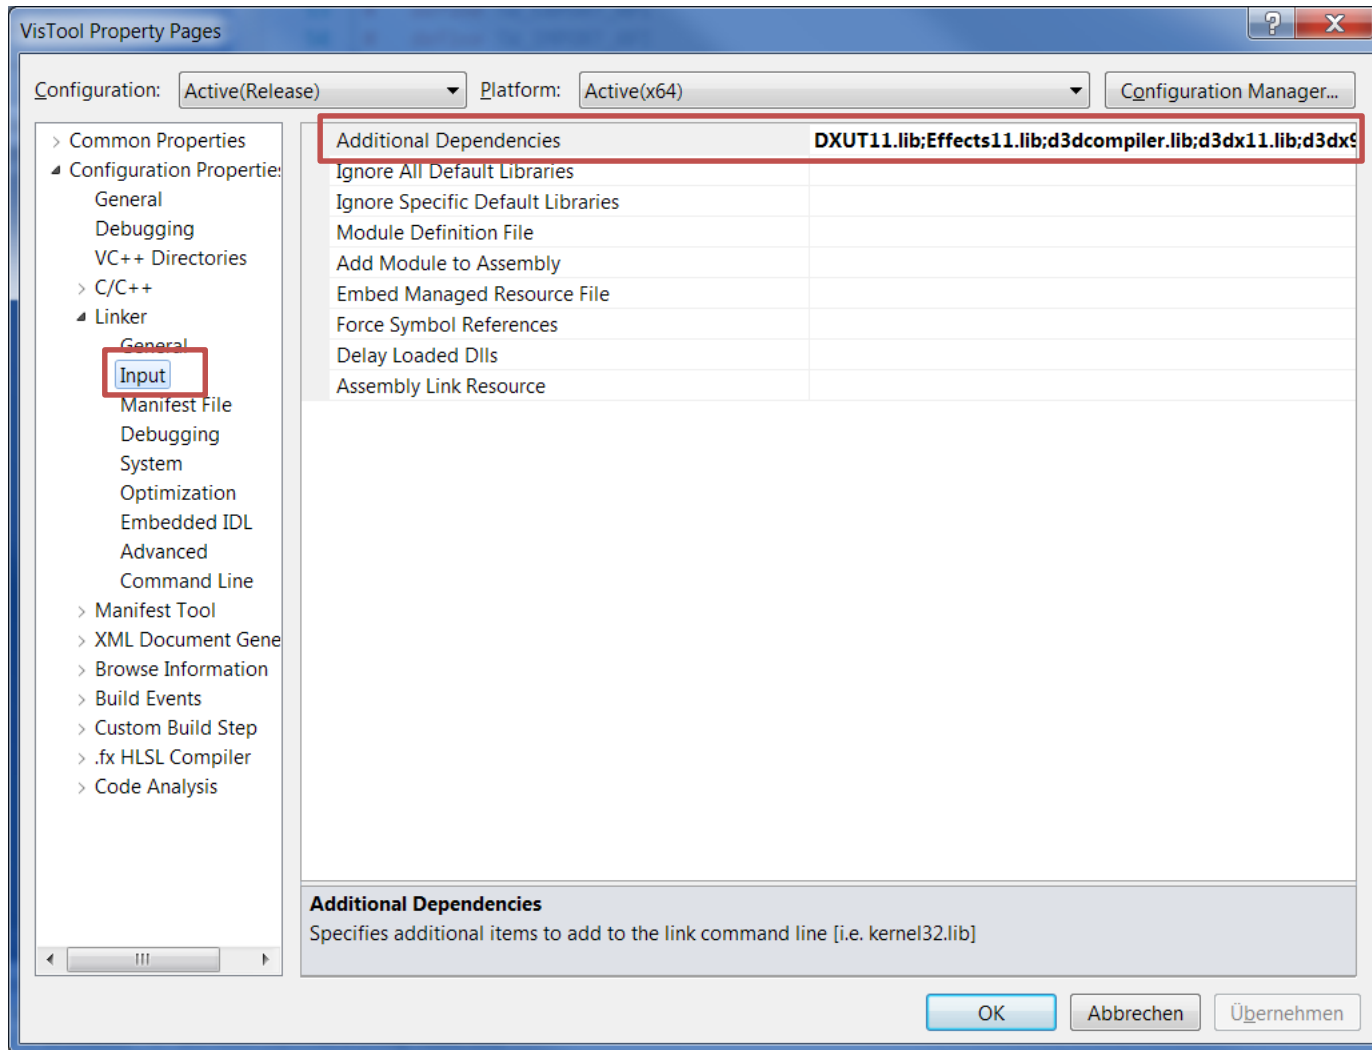 VisTool Property Pages
Configuration: Active(Release) Platform: Active(x64) Configuration Manager...
Common Properties
Configuration Propertie
General
Debugging
VC++ Directories
C/C++
Linker
General
Input
Manifest File
Debugging
System
Optimization
Embedded IDL
Advanced
Command Line
Manifest Tool
XML Document Gene
Browse Information
Build Events
Custom Build Step
.fx HLSL Compiler
Code Analysis
Additional Dependencies DXUT11.lib;Effects11.lib;d3dcompiler.lib;d3dx11.lib;d3dx9
Ignore All Default Libraries
Ignore Specific Default Libraries
Module Definition File
Add Module to Assembly
Embed Managed Resource File
Force Symbol References
Delay Loaded Dlls
Assembly Link Resource
Additional Dependencies
Specifies additional items to add to the link command line [i.e. kernel32.lib]
OK Abbrechen Übernehmen